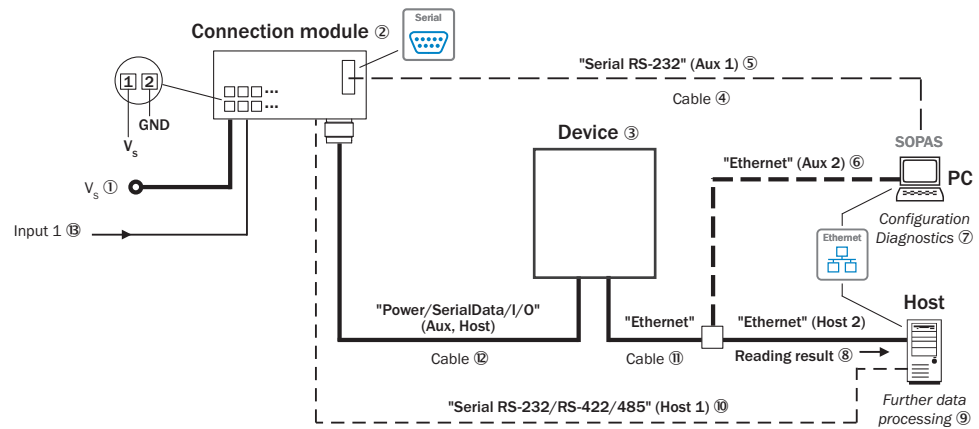 Serial
Connection module ②
"Serial RS-232" (Aux 1) ⑤
1 2
Cable ④
GND
Vs
Device ③
SOPAS
"Ethernet" (Aux 2) ⑥
PC
Vs ①
Configuration
Diagnostics ⑦
Input 1 ⑬
Ethernet
Host
"Power/SerialData/I/O"
(Aux, Host)
"Ethernet"
"Ethernet" (Host 2)
Cable ⑫
Cable ⑪
Reading result ⑧
"Serial RS-232/RS-422/485" (Host 1) ⑩
Further data
processing ⑨